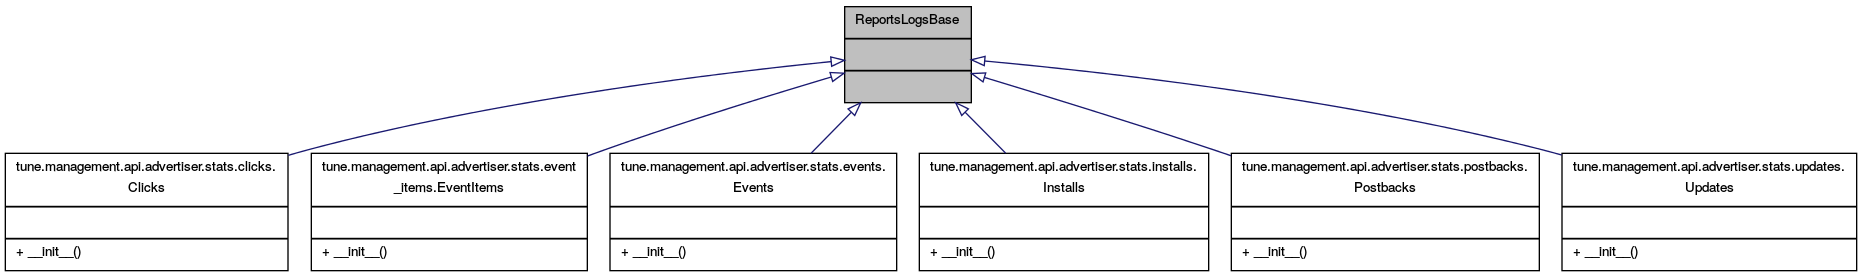 ReportsLogsBase
tune.management.api.advertiser.stats.clicks.
Clicks
+ __init__()
tune.management.api.advertiser.stats.event
_items.EventItems
+ __init__()
tune.management.api.advertiser.stats.events.
Events
+ __init__()
tune.management.api.advertiser.stats.installs.
Installs
+ __init__()
tune.management.api.advertiser.stats.postbacks.
Postbacks
+ __init__()
tune.management.api.advertiser.stats.updates.
Updates
+ __init__()